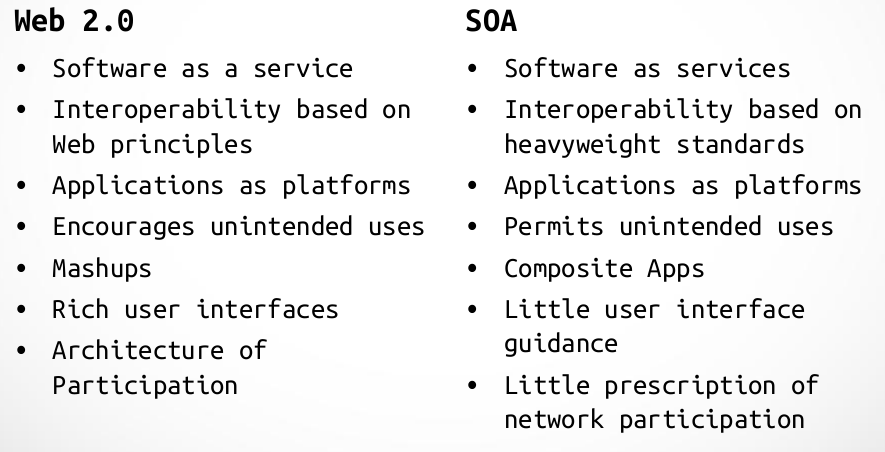 Web 2.0
• Software as a service
• Interoperability based on
Web principles
• Applications as platforms
• Encourages unintended uses
• Mashups
• Rich user interfaces
• Architecture of
Participation
SOA
• Software as services
• Interoperability based on
heavyweight standards
• Applications as platforms
• Permits unintended uses
• Composite Apps
• Little user interface
guidance
• Little prescription of
network participation